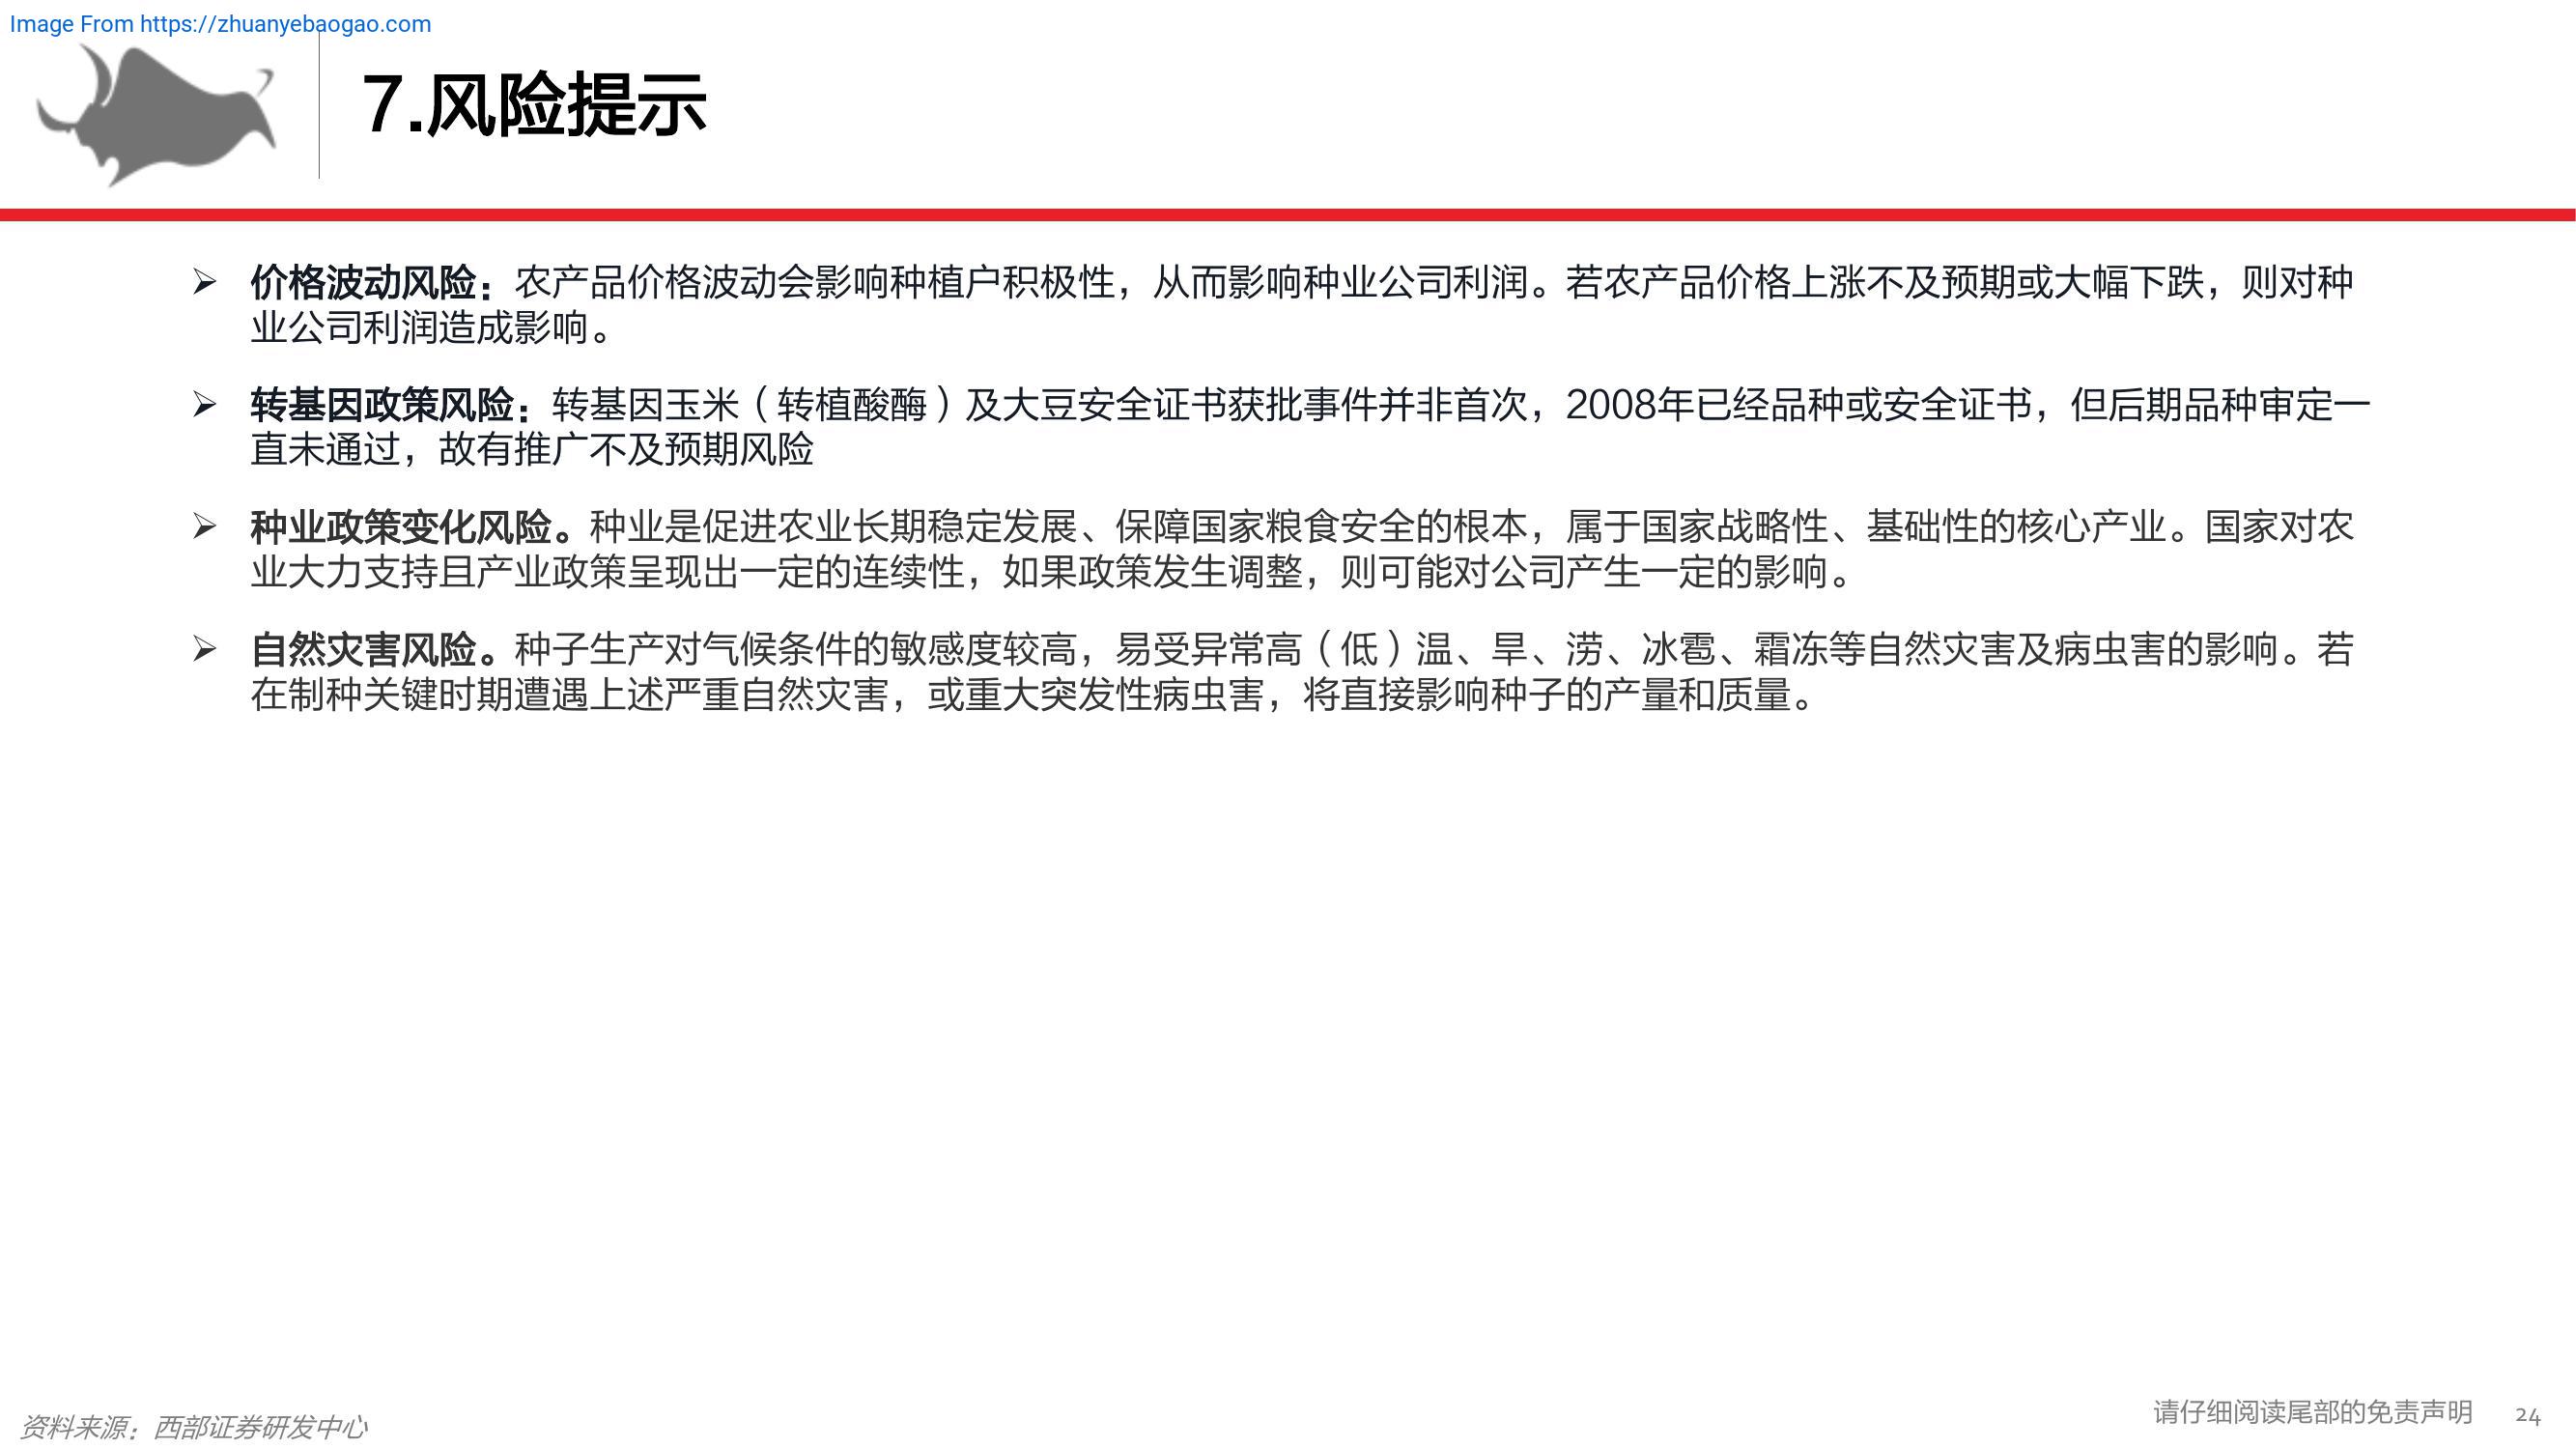 Image From https://zhuanyebaogao.com
7.风险提示
➢ 价格波动风险：农产品价格波动会影响种植户积极性，从而影响种业公司利润。若农产品价格上涨不及预期或大幅下跌，则对种
业公司利润造成影响。
➢ 转基因政策风险：转基因玉米（转植酸酶）及大豆安全证书获批事件并非首次，2008年已经品种或安全证书，但后期品种审定一
直未通过，故有推广不及预期风险
➢ 种业政策变化风险。种业是促进农业长期稳定发展、保障国家粮食安全的根本，属于国家战略性、基础性的核心产业。国家对农
业大力支持且产业政策呈现出一定的连续性，如果政策发生调整，则可能对公司产生一定的影响。
➢ 自然灾害风险。种子生产对气候条件的敏感度较高，易受异常高（低）温、旱、涝、冰雹、霜冻等自然灾害及病虫害的影响。若
在制种关键时期遭遇上述严重自然灾害，或重大突发性病虫害，将直接影响种子的产量和质量。
资料来源：西部证券研发中心
请仔细阅读尾部的免责声明 24